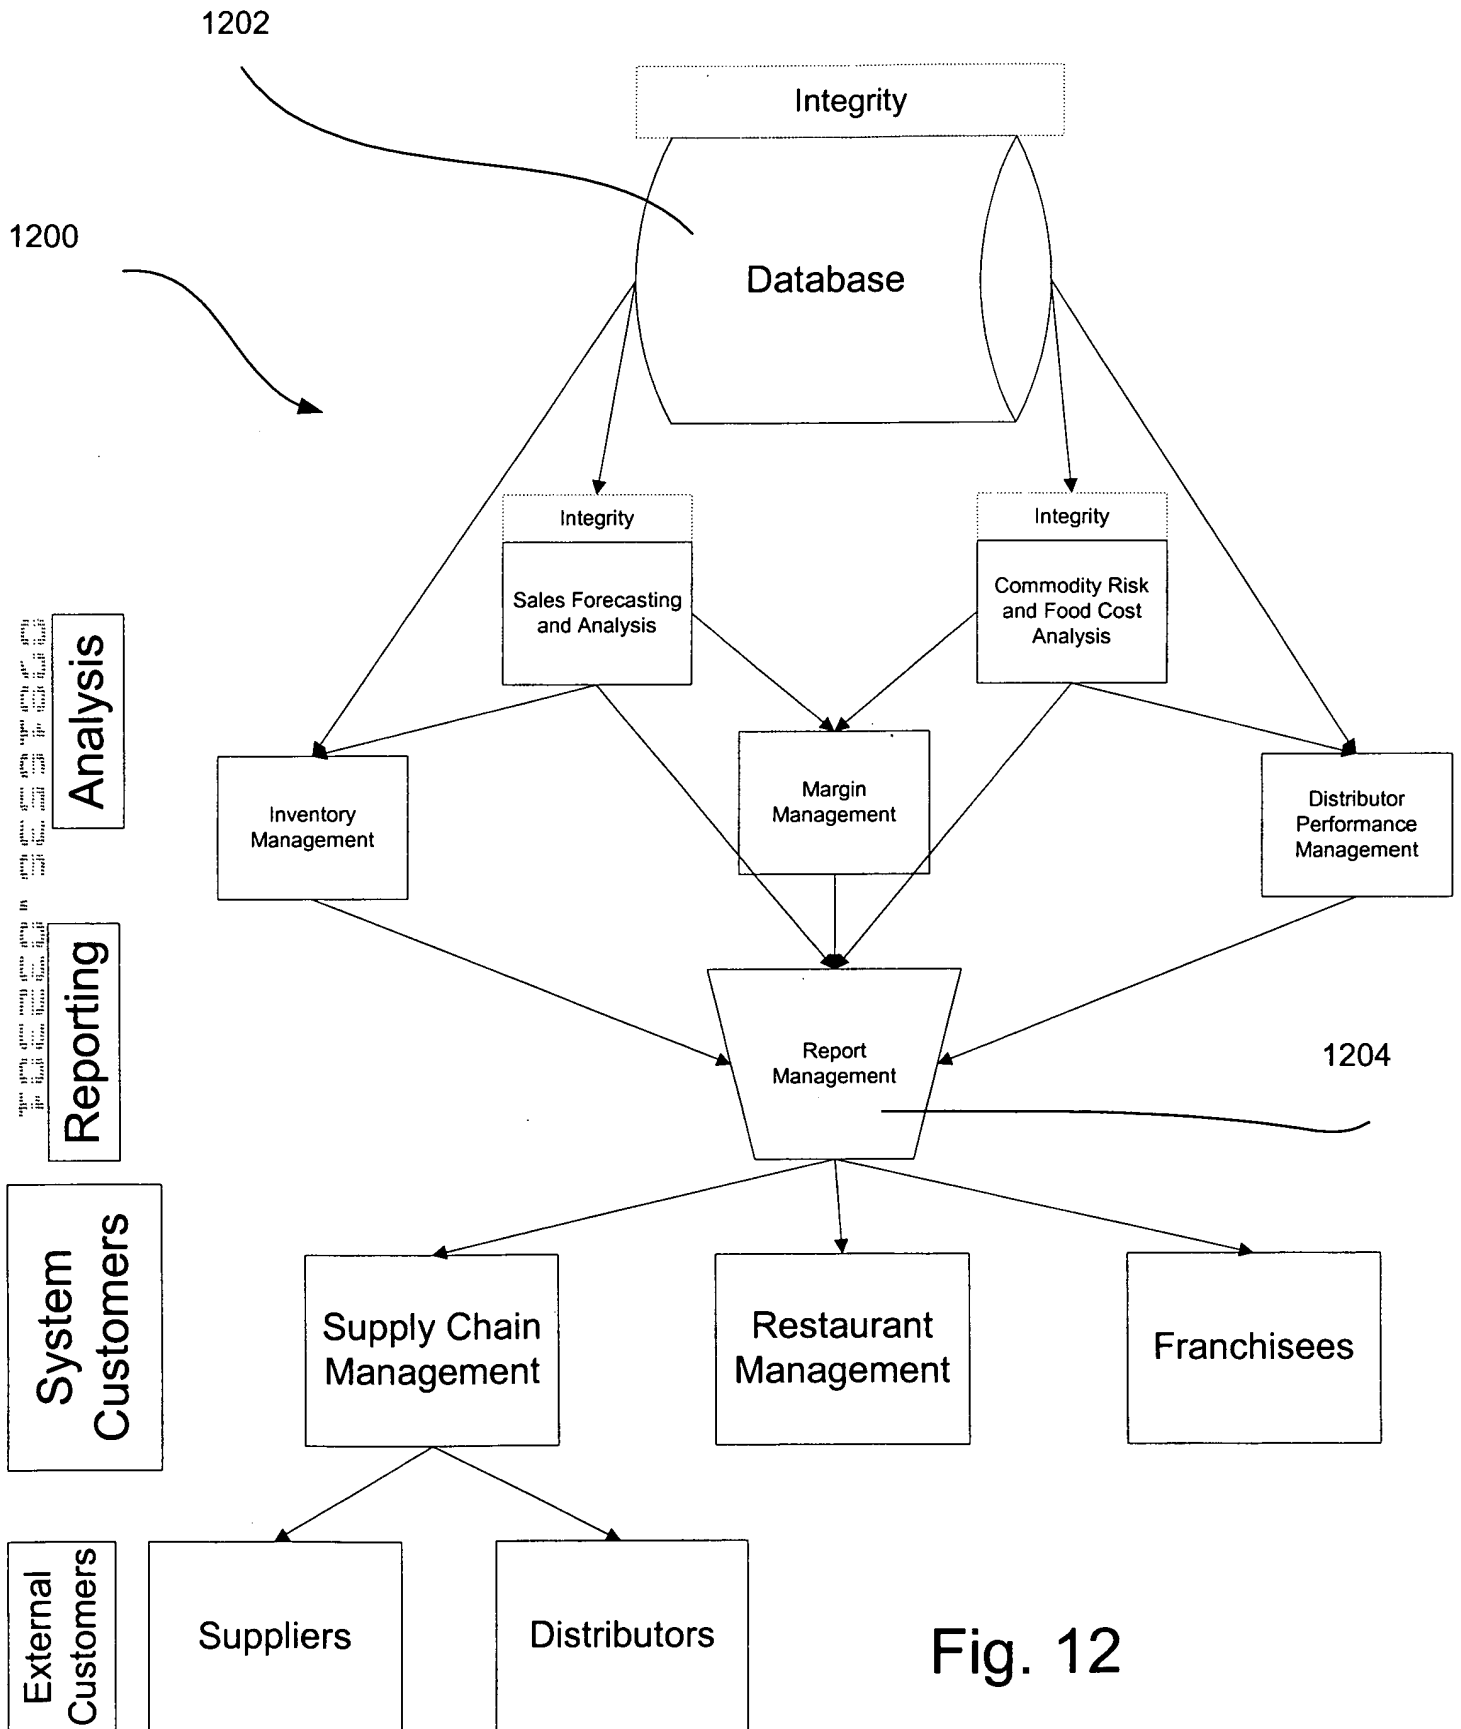 1202
Integrity
1200
Database
Integrity
Integrity
Sales Forecasting
and Analysis
Commodity Risk
and Food Cost
Analysis
Analysis
Inventory
Management
Margin
Management
Distributor
Performance
Management
Reporting
Report
Management
1204
System
Customers
Supply Chain
Management
Restaurant
Management
Franchisees
External
Customers
Suppliers
Distributors
Fig. 12